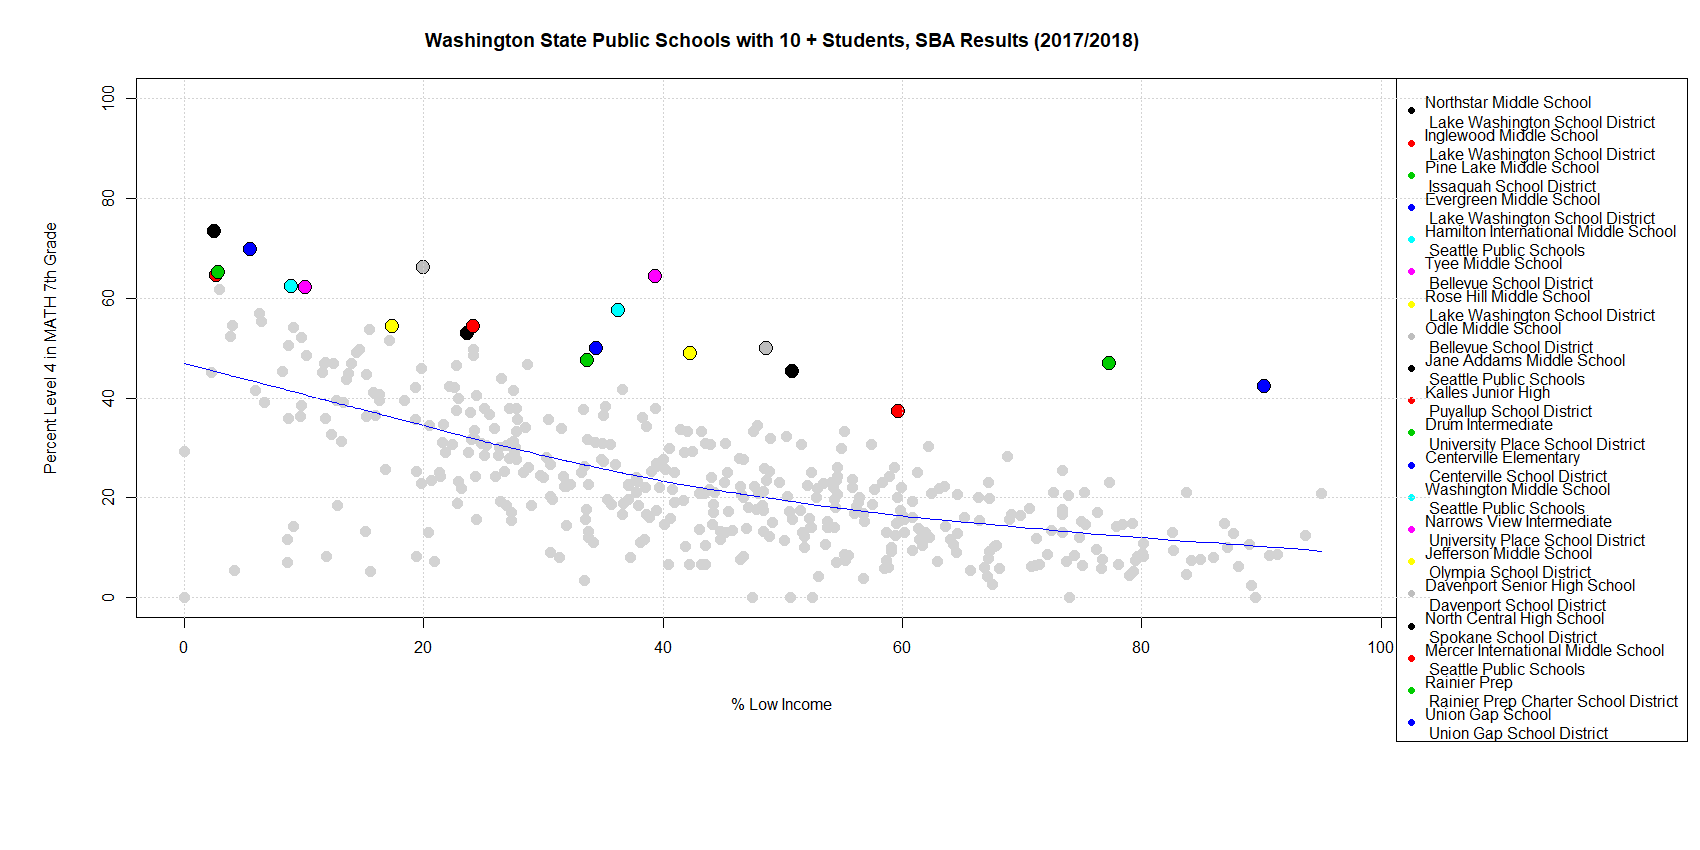 Washington State Public Schools with 10 + Students, SBA Results (2017/2018)
Percent Level 4 in MATH 7th Grade
100
80
60
40
20
0
0
20
40
60
80
100
% Low Income
Northstar Middle School
Lake Washington School District
Inglewood Middle School
Lake Washington School District
Pine Lake Middle School
Issaquah School District
Evergreen Middle School
Lake Washington School District
Hamilton International Middle School
Seattle Public Schools
Tyee Middle School
Bellevue School District
Rose Hill Middle School
Lake Washington School District
Odle Middle School
Bellevue School District
Jane Addams Middle School
Seattle Public Schools
Kalles Junior High
Puyallup School District
Drum Intermediate
University Place School District
Centerville Elementary
Centerville School District
Washington Middle School
Seattle Public Schools
Narrows View Intermediate
University Place School District
Jefferson Middle School
Olympia School District
Davenport Senior High School
Davenport School District
North Central High School
Spokane School District
Mercer International Middle School
Seattle Public Schools
Rainier Prep
Rainier Prep Charter School District
Union Gap School
Union Gap School District